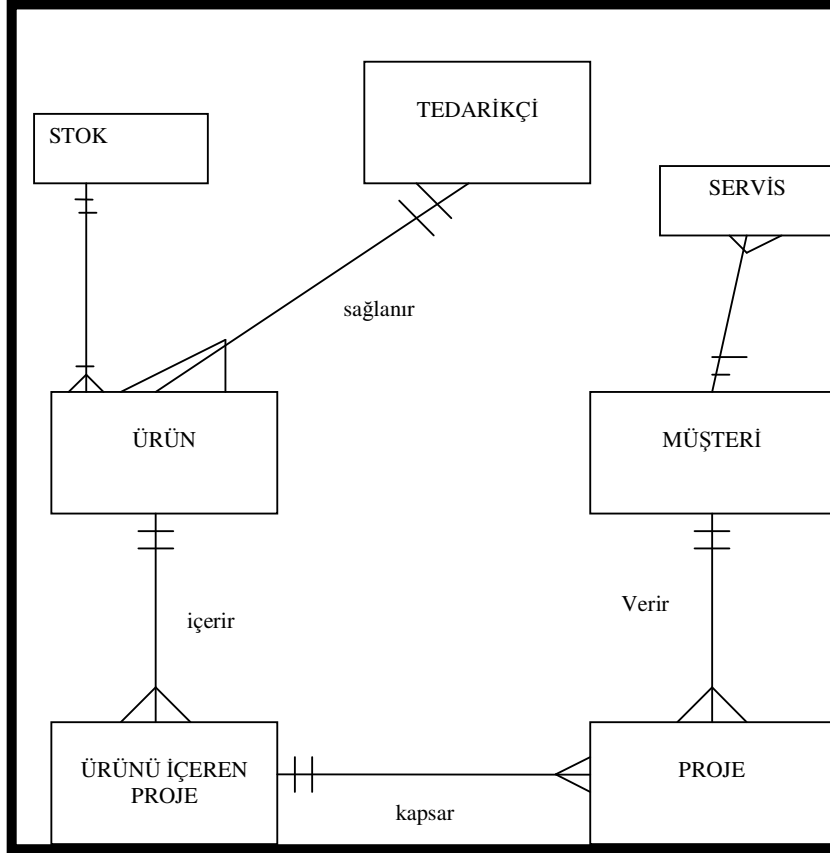 TEDARİKÇİ
STOK
SERVİS
sağlanır
ÜRÜN
MÜŞTERİ
içerir
Verir
ÜRÜNÜ İÇEREN
PROJE
PROJE
kapsar